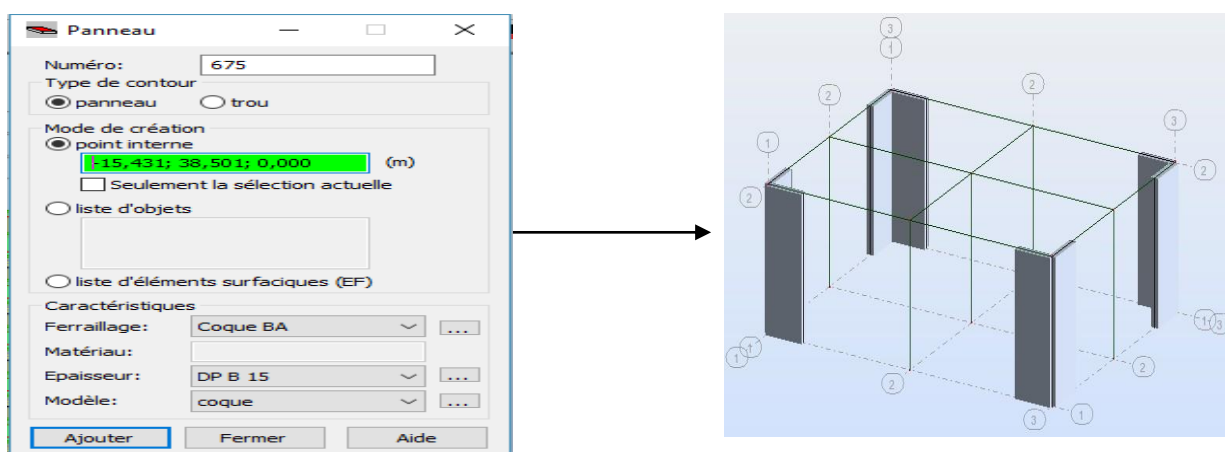 Panneau
Numéro: 675
Type de contour
panneau trou
Mode de création
point interne
-15,431; 38,501; 0,000 (m)
Seulement la sélection actuelle
liste d'objets
liste d'éléments surfaciques (EF)
Caractéristiques
Ferraillage: Coque BA ...
Matériau:
Epaisseur: DP B 15 ...
Modèle: coque ...
Ajouter Fermer Aide
3
1
2
2
3
1
2
2
1
1
1
3
2
2
3
1